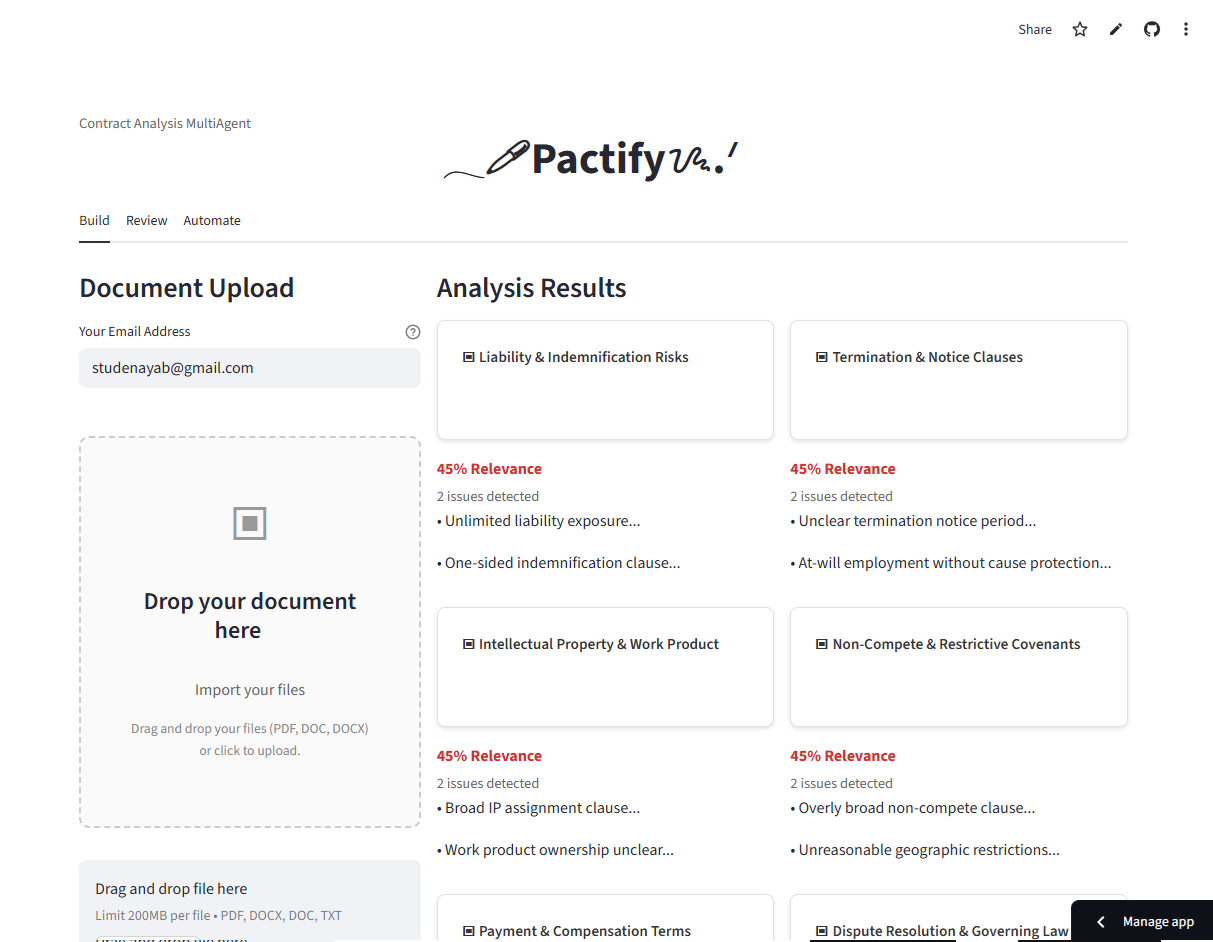 Share
Contract Analysis MultiAgent
Pactify
Build Review Automate
Document Upload
Your Email Address
studenayab@gmail.com
Drop your document
here
Import your files
Drag and drop your files (PDF, DOC, DOCX)
or click to upload.
Drag and drop file here
Limit 200MB per file • PDF, DOCX, DOC, TXT
Drag and drop file here
Analysis Results
Liability & Indemnification Risks
45% Relevance
2 issues detected
• Unlimited liability exposure...
• One-sided indemnification clause...
Termination & Notice Clauses
45% Relevance
2 issues detected
• Unclear termination notice period...
• At-will employment without cause protection...
Intellectual Property & Work Product
45% Relevance
2 issues detected
• Broad IP assignment clause...
• Work product ownership unclear...
Non-Compete & Restrictive Covenants
45% Relevance
2 issues detected
• Overly broad non-compete clause...
• Unreasonable geographic restrictions...
Payment & Compensation Terms
Dispute Resolution & Governing Law
Manage app